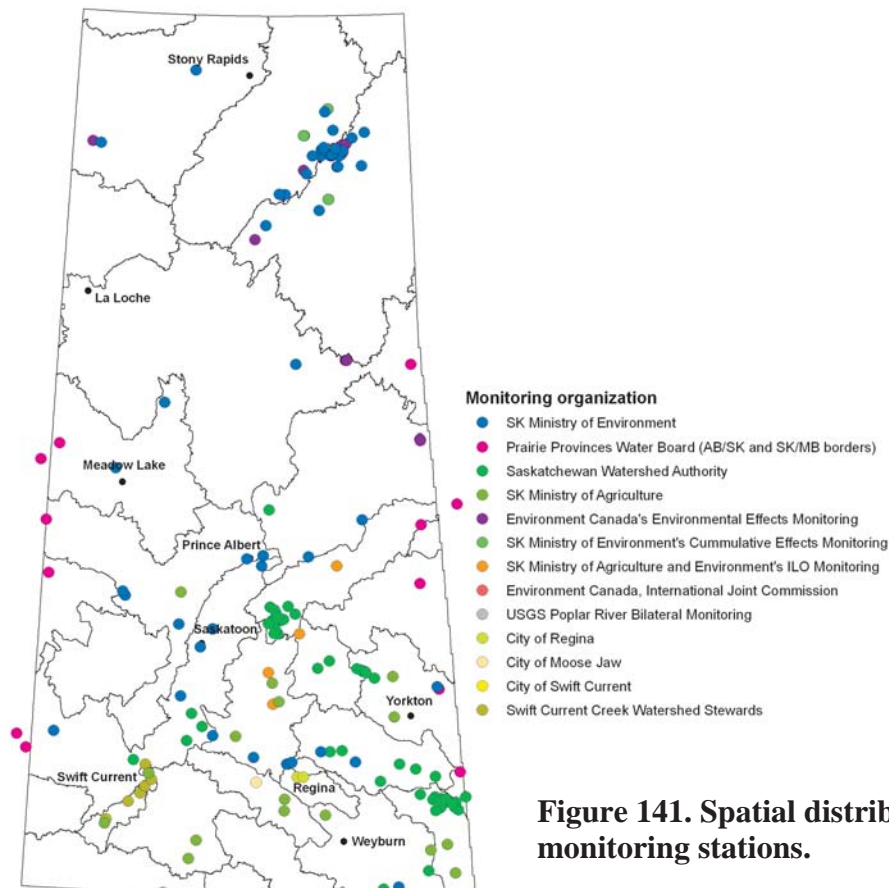 Stony Rapids
La Loche
Meadow Lake
Prince Albert
Saskatoon
Yorkton
Swift Current
Regina
Weyburn
Monitoring organization
SK Ministry of Environment
Prairie Provinces Water Board (AB/SK and SK/MB borders)
Saskatchewan Watershed Authority
SK Ministry of Agriculture
Environment Canada's Environmental Effects Monitoring
SK Ministry of Environment's Cummulative Effects Monitoring
SK Ministry of Agriculture and Environment's ILO Monitoring
Environment Canada, International Joint Commission
USGS Poplar River Bilateral Monitoring
City of Regina
City of Moose Jaw
City of Swift Current
Swift Current Creek Watershed Stewards
Figure 141. Spatial distrib
monitoring stations.